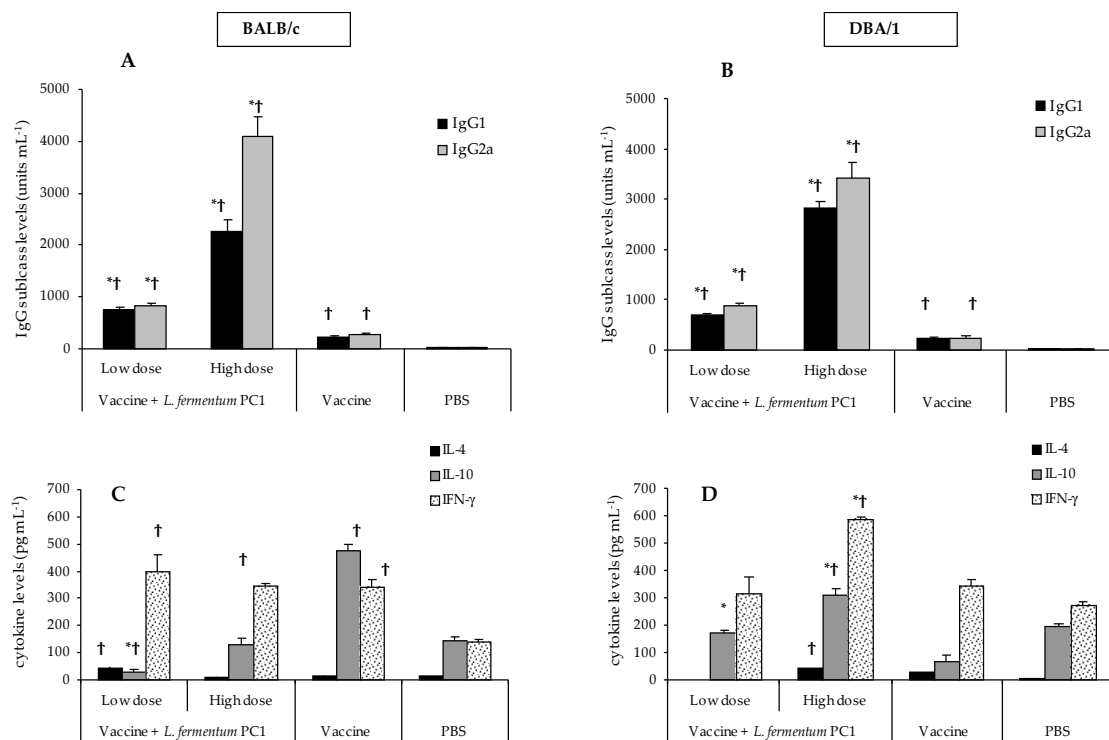 BALB/c
DBA/1
A
5000
4000
3000
2000
1000
0
IgG sublcass levels (units mL-1)
*†
*†
*†
*†
†
†
IgG1
IgG2a
Low dose
High dose
Vaccine + L. fermentum PC1
Vaccine
PBS
B
5000
4000
3000
2000
1000
0
IgG sublcass levels (units mL-1)
*†
*†
*†
*†
†
†
IgG1
IgG2a
Low dose
High dose
Vaccine + L. fermentum PC1
Vaccine
PBS
C
700
600
500
400
300
200
100
0
cytokine levels (pg mL-1)
†
*†
†
†
†
†
IL-4
IL-10
IFN-γ
Low dose
High dose
Vaccine + L. fermentum PC1
Vaccine
PBS
D
700
600
500
400
300
200
100
0
cytokine levels (pg mL-1)
*
†
*†
*†
IL-4
IL-10
IFN-γ
Low dose
High dose
Vaccine + L. fermentum PC1
Vaccine
PBS